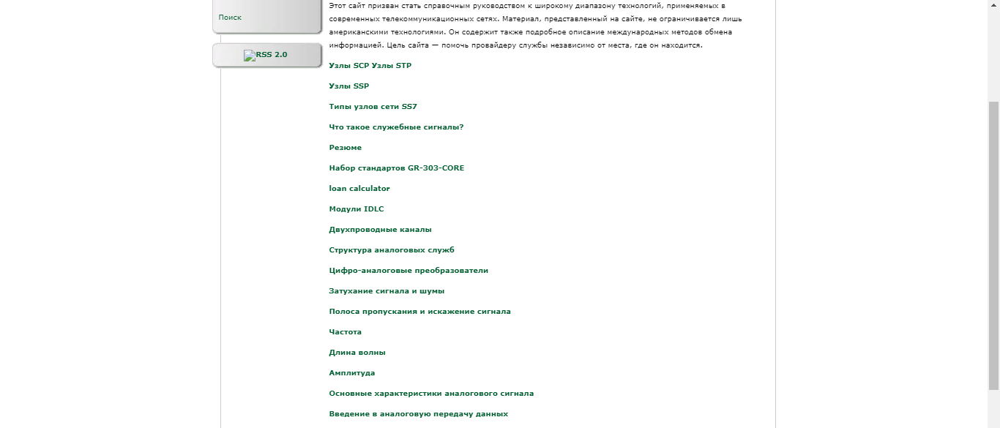 Поиск
RSS 2.0
Этот сайт призван стать справочным руководством к широкому диапазону технологий, применяемых в
современных телекоммуникационных сетях. Материал, представленный на сайте, не ограничивается лишь
американскими технологиями. Он содержит также подробное описание международных методов обмена
информацией. Цель сайта — помочь провайдеру службы независимо от места, где он находится.
Узлы SCP Узлы STP
Узлы SSP
Типы узлов сети SS7
Что такое служебные сигналы?
Резюме
Набор стандартов GR-303-CORE
loan calculator
Модули IDLC
Двухпроводные каналы
Структура аналоговых служб
Цифро-аналоговые преобразователи
Затухание сигнала и шумы
Полоса пропускания и искажение сигнала
Частота
Длина волны
Амплитуда
Основные характеристики аналогового сигнала
Введение в аналоговую передачу данных